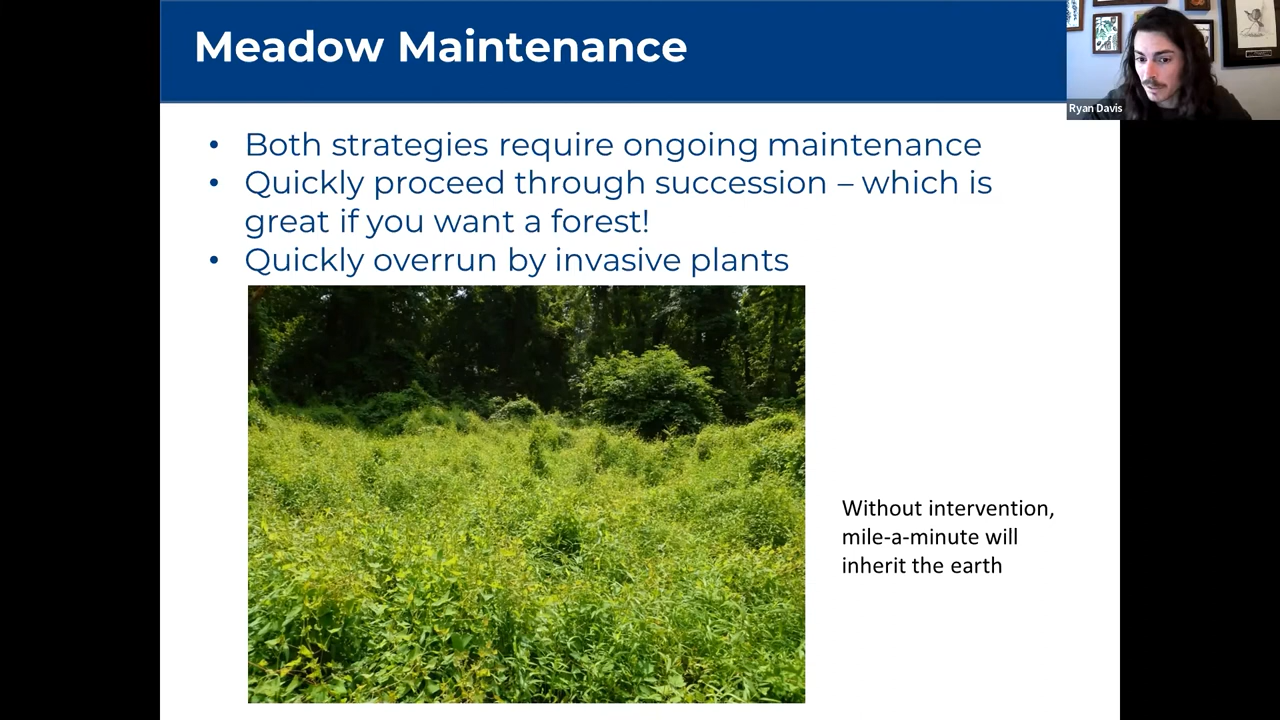 Meadow Maintenance
Ryan Davis
• Both strategies require ongoing maintenance
• Quickly proceed through succession – which is
great if you want a forest!
• Quickly overrun by invasive plants
Without intervention,
mile-a-minute will
inherit the earth